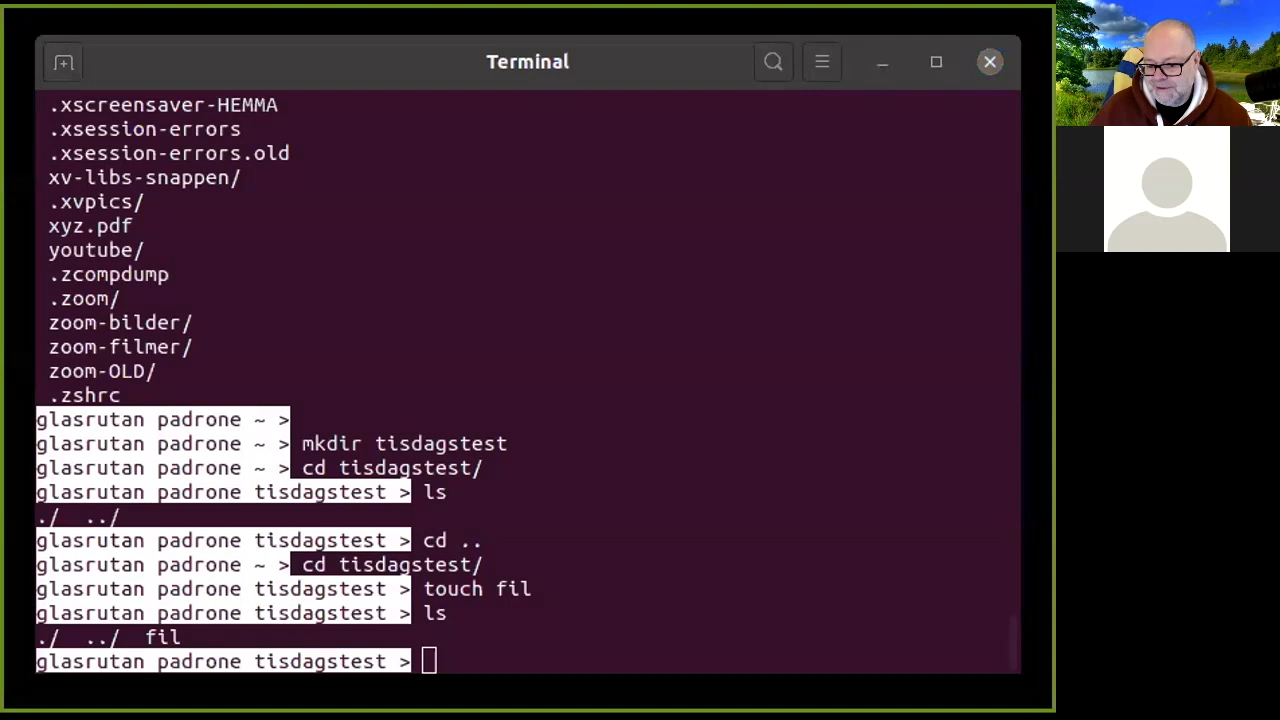 Terminal
.xscreensaver-HEMMA
.xsession-errors
.xsession-errors.old
xv-libs-snappen/
.xvpics/
xyz.pdf
youtube/
.zcompdump
.zoom/
zoom-bilder/
zoom-filmer/
zoom-OLD/
.zshrc
glasrutan padrone ~ >
glasrutan padrone ~ > mkdir tisdagstest
glasrutan padrone ~ > cd tisdagstest/
glasrutan padrone tisdagstest > ls
./  ../
glasrutan padrone tisdagstest > cd ..
glasrutan padrone ~ > cd tisdagstest/
glasrutan padrone tisdagstest > touch fil
glasrutan padrone tisdagstest > ls
./  ../  fil
glasrutan padrone tisdagstest >